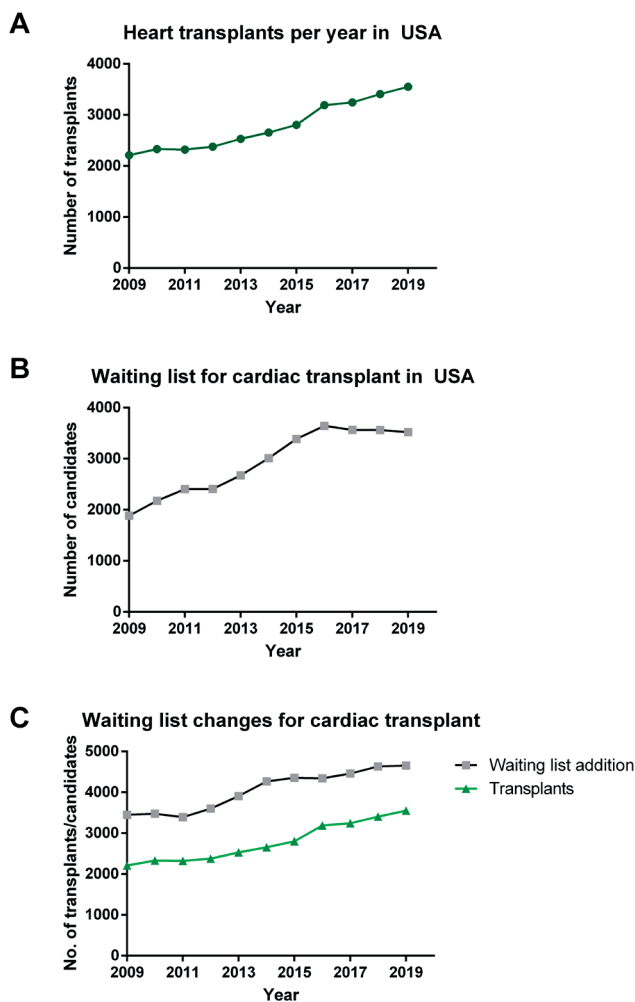 A
Heart transplants per year in USA
Number of transplants
4000
3000
2000
1000
0
2009 2011 2013 2015 2017 2019
Year
B
Waiting list for cardiac transplant in USA
Number of candidates
4000
3000
2000
1000
0
2009 2011 2013 2015 2017 2019
Year
C
Waiting list changes for cardiac transplant
No. of transplants/candidates
5000
4000
3000
2000
1000
0
2009 2011 2013 2015 2017 2019
Year
Waiting list addition
Transplants